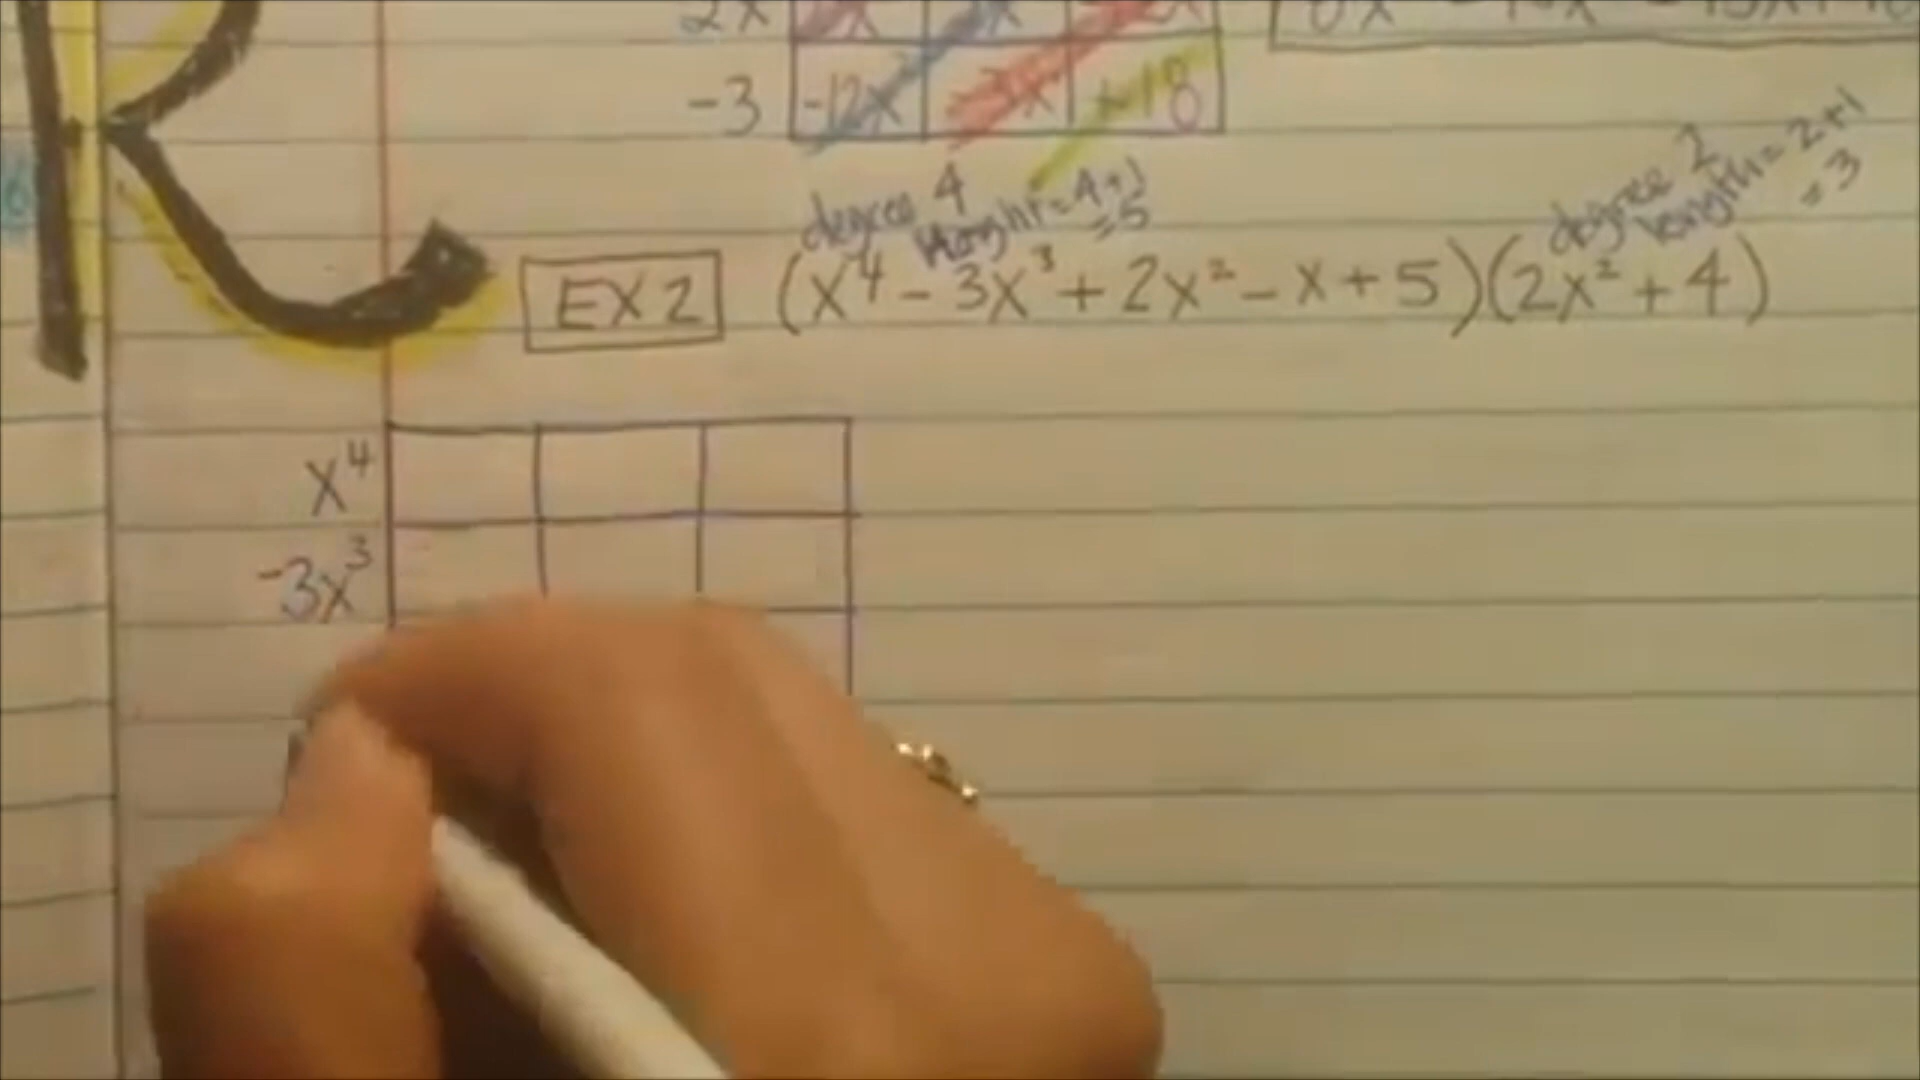 R
2x
-3 -12x -3x +18
degree 4
length = 4+1
=5
degree 2
length = 2+1
= 3
EX 2 (x⁴ - 3x³ + 2x² - x + 5)(2x² + 4)
x⁴
-3x³